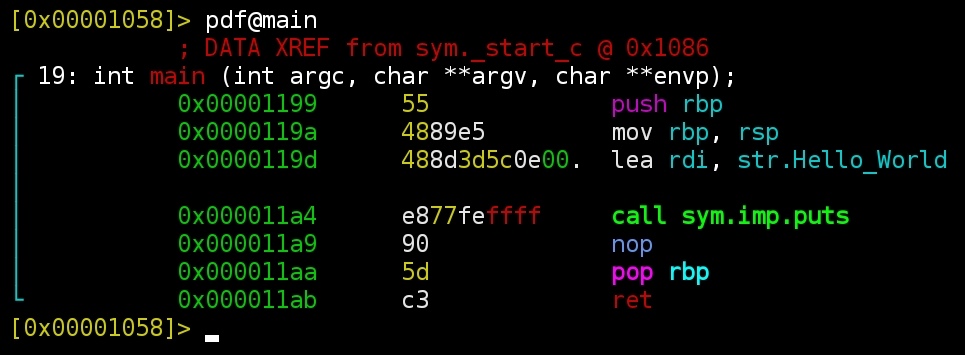 [0x00001058]> pdf@main
; DATA XREF from sym._start_c @ 0x1086
19: int main (int argc, char **argv, char **envp);
0x00001199 55 push rbp
0x0000119a 4889e5 mov rbp, rsp
0x0000119d 488d3d5c0e00. lea rdi, str.Hello_World
0x000011a4 e877feffff call sym.imp.puts
0x000011a9 90 nop
0x000011aa 5d pop rbp
0x000011ab c3 ret
[0x00001058]>